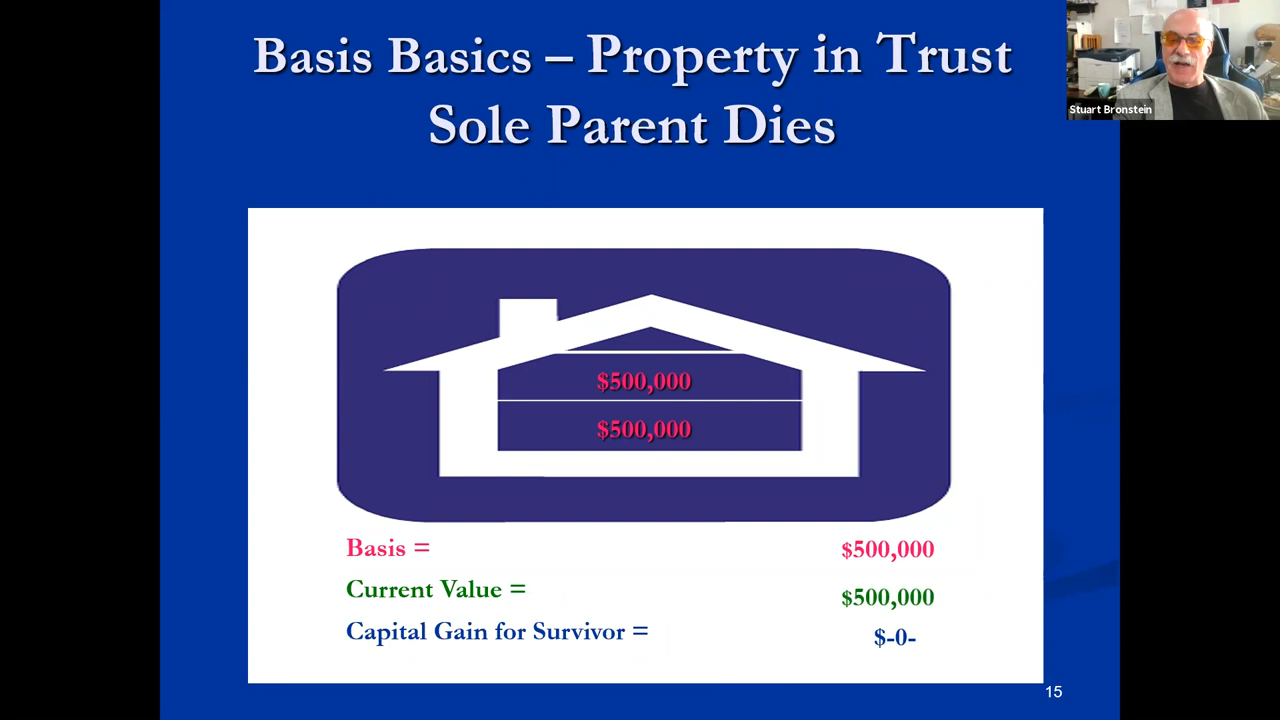 Basis Basics – Property in Trust
Sole Parent Dies
Stuart Bronstein
$500,000
$500,000
Basis = $500,000
Current Value = $500,000
Capital Gain for Survivor = $-0-
15